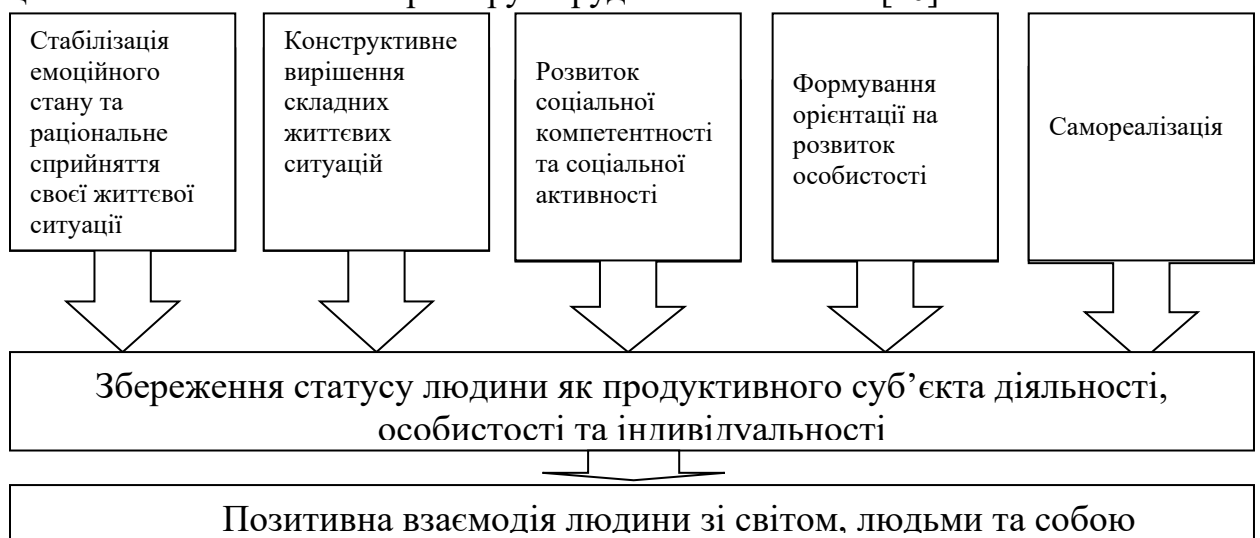 Стабілізація
емоційного
стану та
раціональне
сприйняття
своєї життєвої
ситуації
Конструктивне
вирішення
складних
життєвих
ситуацій
Розвиток
соціальної
компетентності
та соціальної
активності
Формування
орієнтації на
розвиток
особистості
Самореалізація
Збереження статусу людини як продуктивного суб’єкта діяльності,
особистості та індивідуальності
Позитивна взаємодія людини зі світом, людьми та собою